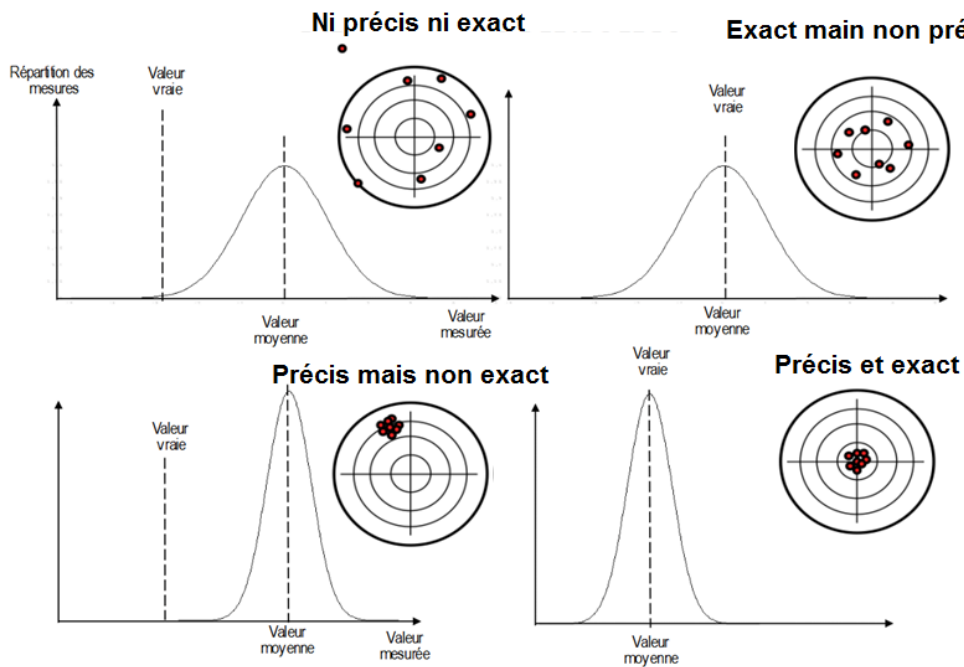 Ni précis ni exact
Exact main non pré
Répartition des
mesures
Valeur
vraie
Valeur
vraie
Valeur
moyenne
Valeur
mesurée
Valeur
moyenne
Précis mais non exact
Valeur
vraie
Précis et exact
Valeur
vraie
Valeur
moyenne
Valeur
mesurée
Valeur
moyenne